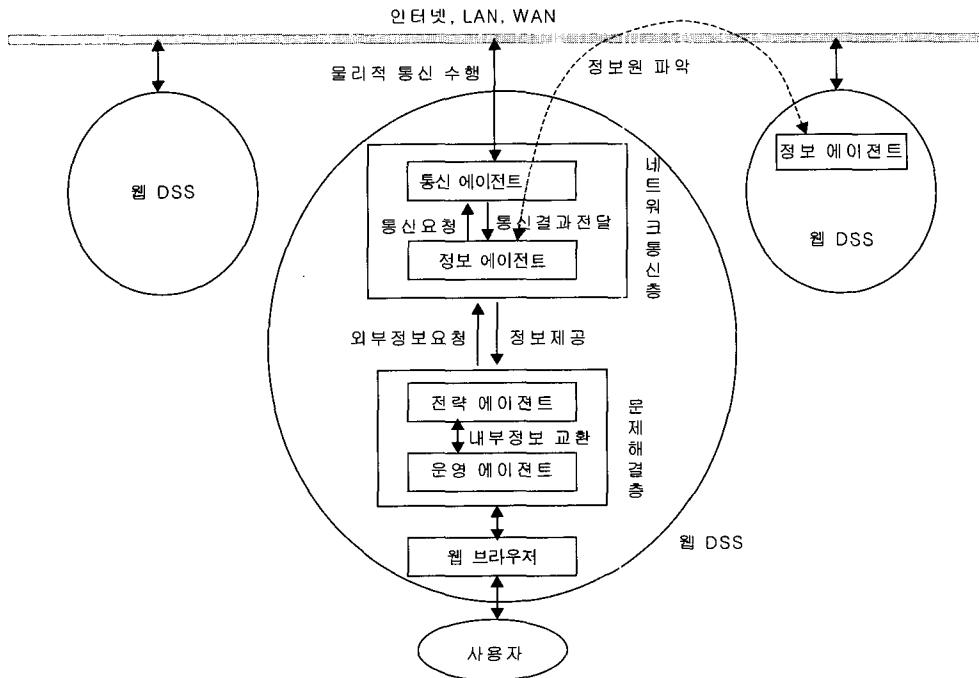 인터넷, LAN, WAN
물리적 통신 수행
정보원 파악
웹 DSS
통신 에이전트
통신요청
통신결과전달
정보 에이전트
네트워크통신층
정보 에이젼트
웹 DSS
외부정보요청
정보제공
전략 에이젼트
내부정보 교환
운영 에이젼트
문제해결층
웹 브라우저
웹 DSS
사용자